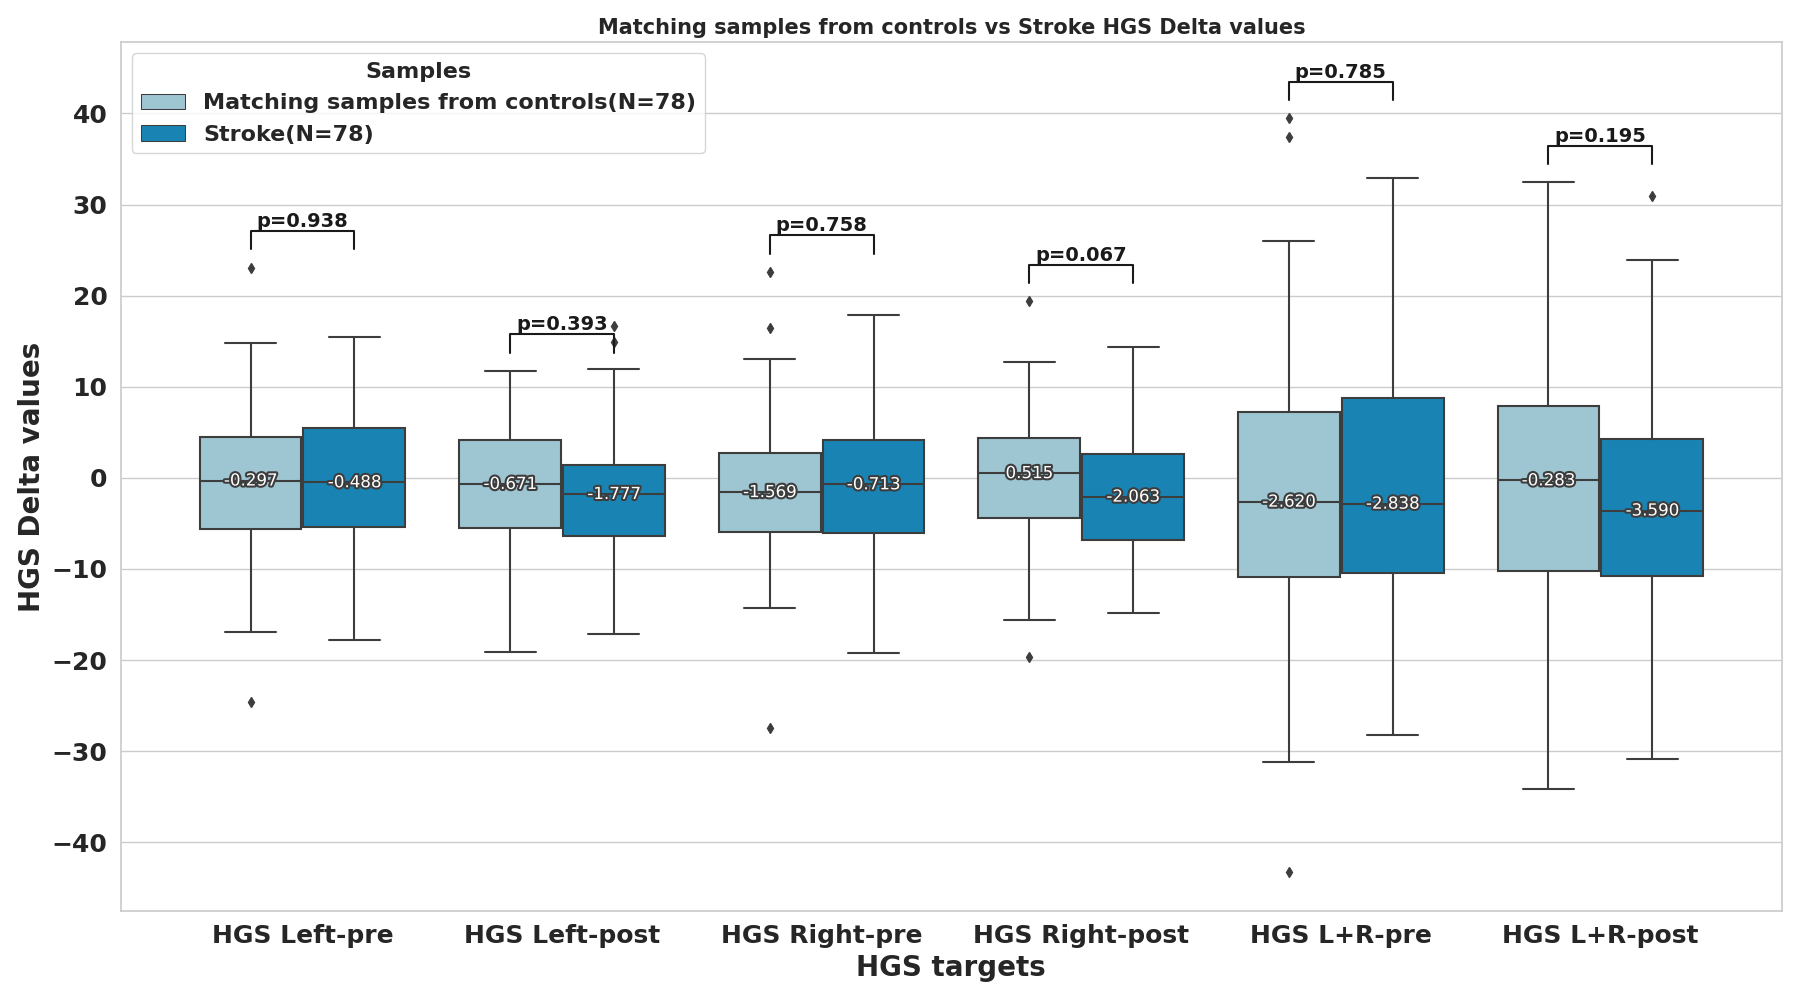 Matching samples from controls vs Stroke HGS Delta values
Samples
Matching samples from controls(N=78)
Stroke(N=78)
p=0.938
p=0.393
p=0.758
p=0.067
p=0.785
p=0.195
HGS Delta values
40
30
20
10
0
−10
−20
−30
−40
-0.297
-0.488
-0.671
-1.777
-1.569
-0.713
0.515
-2.063
-2.620
-2.838
-0.283
-3.590
HGS Left-pre
HGS Left-post
HGS Right-pre
HGS Right-post
HGS L+R-pre
HGS L+R-post
HGS targets